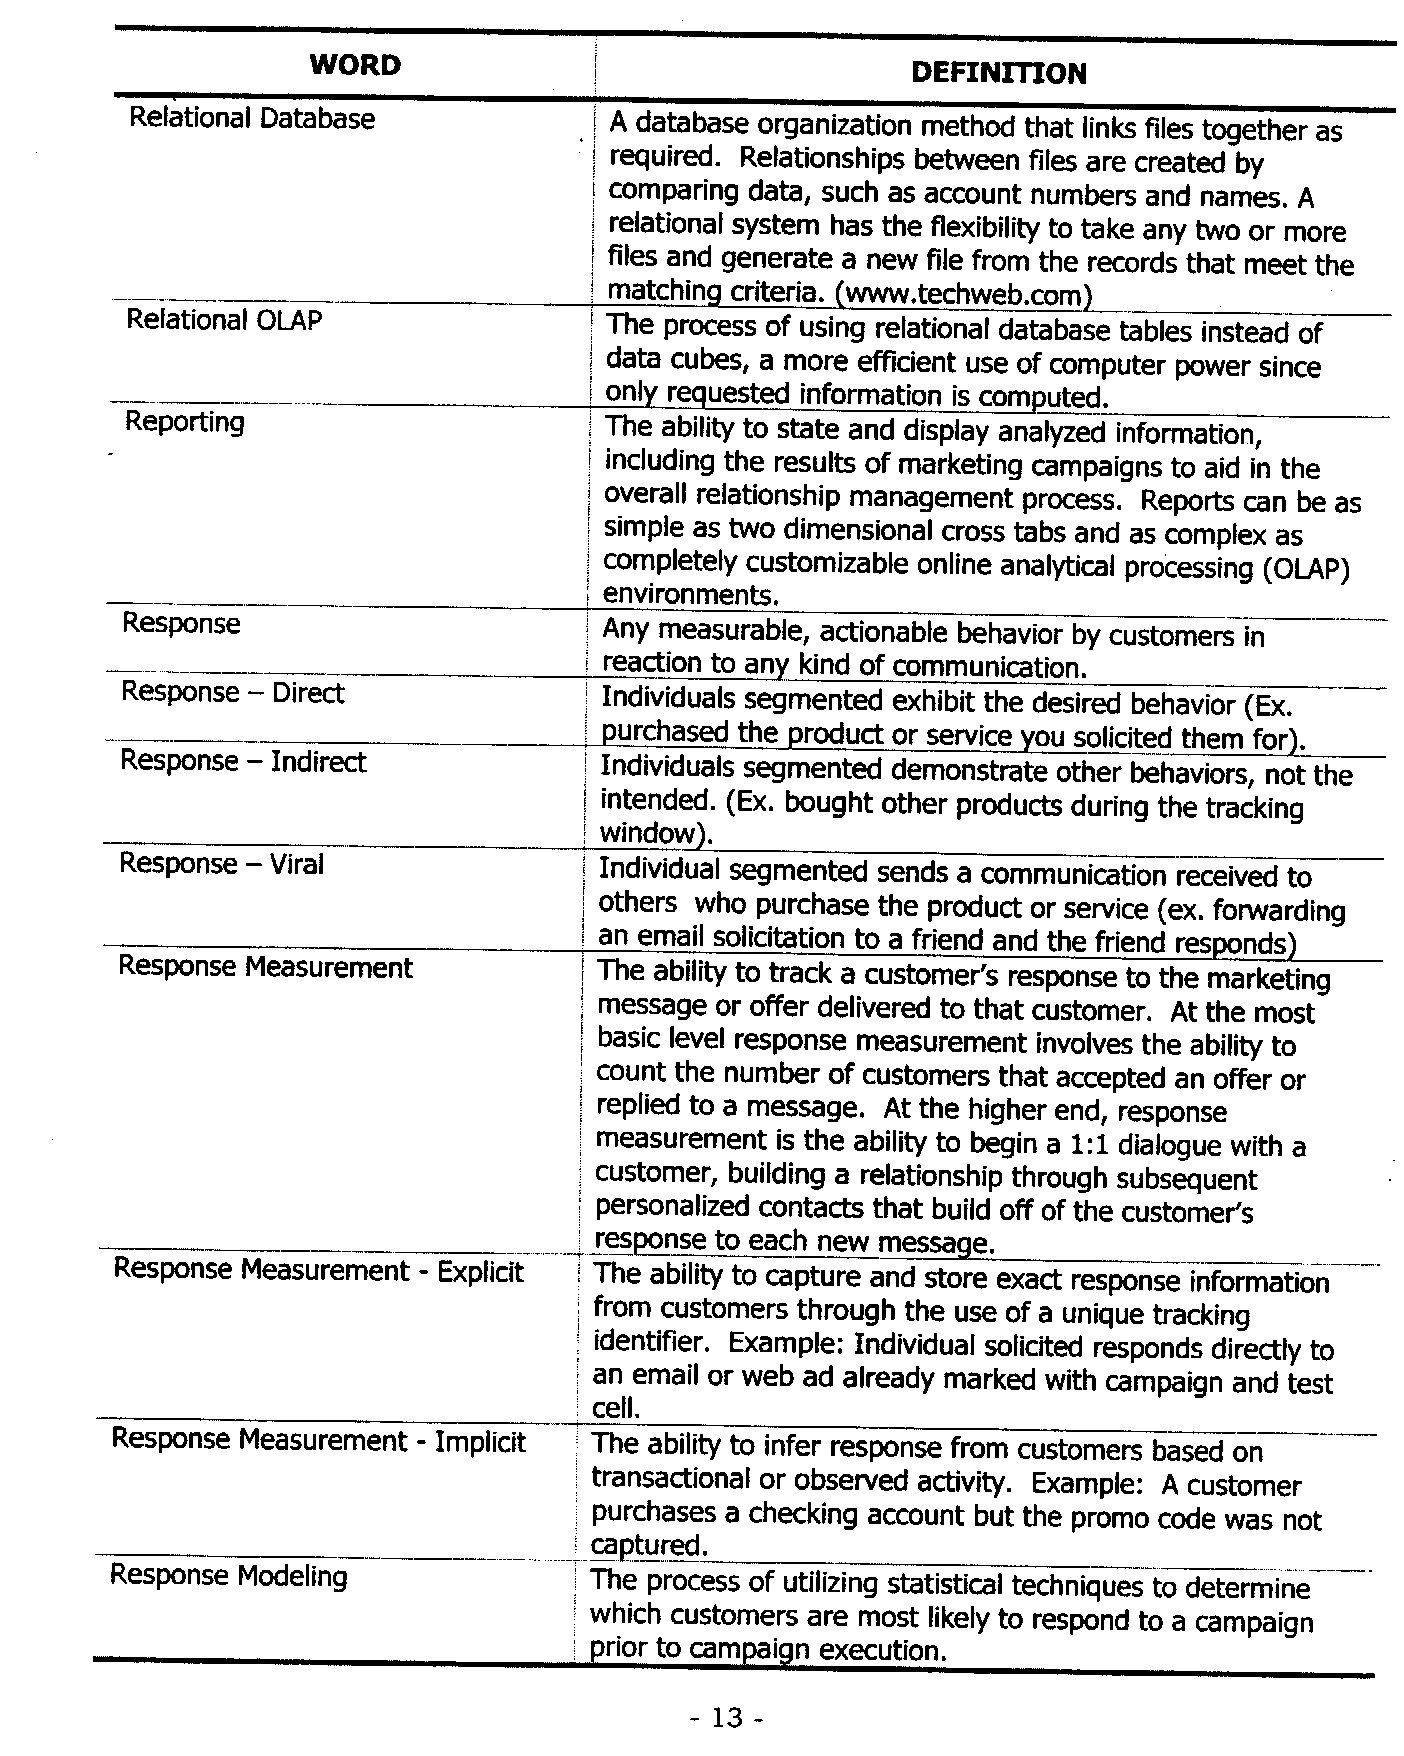 WORD DEFINITION
Relational Database A database organization method that links files together as
required. Relationships between files are created by
comparing data, such as account numbers and names. A
relational system has the flexibility to take any two or more
files and generate a new file from the records that meet the
matching criteria. (www.techweb.com)
Relational OLAP The process of using relational database tables instead of
data cubes, a more efficient use of computer power since
only requested information is computed.
Reporting The ability to state and display analyzed information,
including the results of marketing campaigns to aid in the
overall relationship management process. Reports can be as
simple as two dimensional cross tabs and as complex as
completely customizable online analytical processing (OLAP)
environments.
Response Any measurable, actionable behavior by customers in
reaction to any kind of communication.
Response – Direct Individuals segmented exhibit the desired behavior (Ex.
purchased the product or service you solicited them for).
Response – Indirect Individuals segmented demonstrate other behaviors, not the
intended. (Ex. bought other products during the tracking
window).
Response – Viral Individual segmented sends a communication received to
others who purchase the product or service (ex. forwarding
an email solicitation to a friend and the friend responds)
Response Measurement The ability to track a customer's response to the marketing
message or offer delivered to that customer. At the most
basic level response measurement involves the ability to
count the number of customers that accepted an offer or
replied to a message. At the higher end, response
measurement is the ability to begin a 1:1 dialogue with a
customer, building a relationship through subsequent
personalized contacts that build off of the customer's
response to each new message.
Response Measurement - Explicit The ability to capture and store exact response information
from customers through the use of a unique tracking
identifier. Example: Individual solicited responds directly to
an email or web ad already marked with campaign and test
cell.
Response Measurement - Implicit The ability to infer response from customers based on
transactional or observed activity. Example: A customer
purchases a checking account but the promo code was not
captured.
Response Modeling The process of utilizing statistical techniques to determine
which customers are most likely to respond to a campaign
prior to campaign execution.
- 13 -